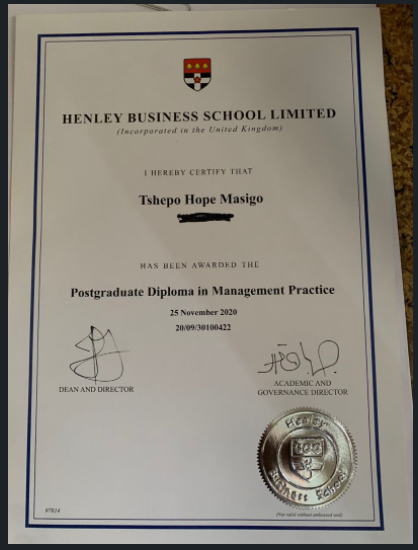 HENLEY BUSINESS SCHOOL LIMITED
(Incorporated in the United Kingdom)
I HEREBY CERTIFY THAT
Tshepo Hope Masigo
HAS BEEN AWARDED THE
Postgraduate Diploma in Management Practice
25 November 2020
20/09/30100422
DEAN AND DIRECTOR
ACADEMIC AND
GOVERNANCE DIRECTOR
Henley
Business School
(Not valid without embossed seal)